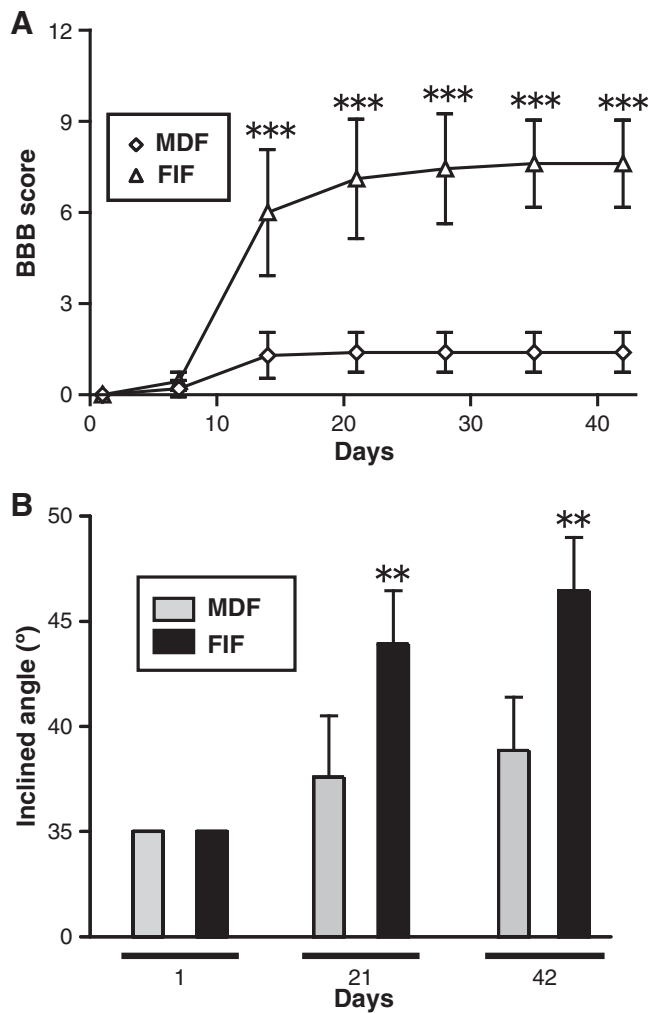 A
12
9
6
3
0
BBB score
MDF
FIF
***
***
***
***
***
0 10 20 30 40
Days
B
50
45
40
35
0
Inclined angle (°)
MDF
FIF
**
**
1 21 42
Days